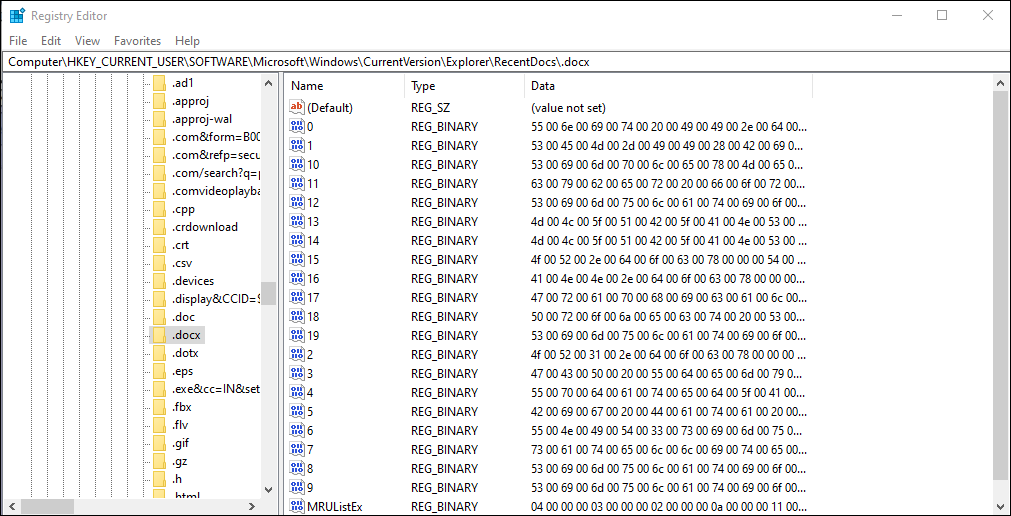 Registry Editor
File Edit View Favorites Help
Computer\HKEY_CURRENT_USER\SOFTWARE\Microsoft\Windows\CurrentVersion\Explorer\RecentDocs\.docx
.ad1
.approj
.approj-wal
.com&form=B00
.com&refp=secu
.com/search?q=p
.comvideoplayba
.cpp
.crdownload
.crt
.csv
.devices
.display&CCID=S
.doc
.docx
.dotx
.eps
.exe&cc=IN&set
.fbx
.flv
.gif
.gz
.h
.html
Name Type Data
(Default) REG_SZ (value not set)
0 REG_BINARY 55 00 6e 00 69 00 74 00 20 00 49 00 49 00 2e 00 64 00...
1 REG_BINARY 53 00 45 00 4d 00 2d 00 49 00 49 00 28 00 42 00 69 0...
10 REG_BINARY 53 00 69 00 6d 00 70 00 6c 00 65 00 78 00 4d 00 65 0...
11 REG_BINARY 63 00 79 00 62 00 65 00 72 00 20 00 66 00 6f 00 72 00...
12 REG_BINARY 53 00 69 00 6d 00 75 00 6c 00 61 00 74 00 69 00 6f 00...
13 REG_BINARY 4d 00 4c 00 5f 00 51 00 42 00 5f 00 41 00 4e 00 53 00 ...
14 REG_BINARY 4d 00 4c 00 5f 00 51 00 42 00 5f 00 41 00 4e 00 53 00 ...
15 REG_BINARY 4f 00 52 00 2e 00 64 00 6f 00 63 00 78 00 00 00 54 00 ...
16 REG_BINARY 41 00 4e 00 4e 00 2e 00 64 00 6f 00 63 00 78 00 00 00...
17 REG_BINARY 47 00 72 00 61 00 70 00 68 00 69 00 63 00 61 00 6c 00...
18 REG_BINARY 50 00 72 00 6f 00 6a 00 65 00 63 00 74 00 20 00 53 00...
19 REG_BINARY 53 00 69 00 6d 00 75 00 6c 00 61 00 74 00 69 00 6f 00...
2 REG_BINARY 4f 00 52 00 31 00 2e 00 64 00 6f 00 63 00 78 00 00 00 ...
3 REG_BINARY 47 00 43 00 50 00 20 00 55 00 64 00 65 00 6d 00 79 0...
4 REG_BINARY 55 00 70 00 64 00 61 00 74 00 65 00 64 00 5f 00 41 00...
5 REG_BINARY 42 00 69 00 67 00 20 00 44 00 61 00 74 00 61 00 20 00...
6 REG_BINARY 55 00 4e 00 49 00 54 00 33 00 73 00 69 00 6d 00 75 0...
7 REG_BINARY 73 00 61 00 74 00 65 00 6c 00 6c 00 69 00 74 00 65 00...
8 REG_BINARY 53 00 69 00 6d 00 75 00 6c 00 61 00 74 00 69 00 6f 00...
9 REG_BINARY 53 00 69 00 6d 00 75 00 6c 00 61 00 74 00 69 00 6f 00...
MRUListEx REG_BINARY 04 00 00 00 03 00 00 00 02 00 00 00 0a 00 00 00 11 00...